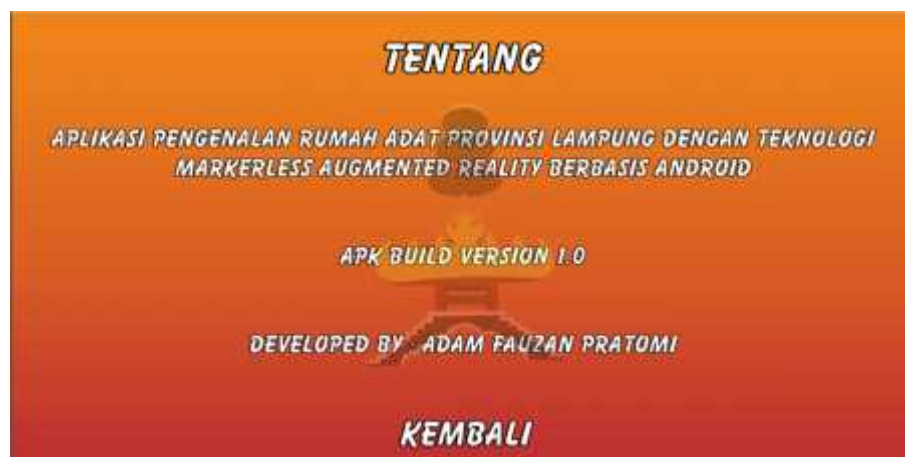 TENTANG
APLIKASI PENGENALAN RUMAH ADAT PROVINSI LAMPUNG DENGAN TEKNOLOGI
MARKERLESS AUGMENTED REALITY BERBASIS ANDROID
APK BUILD VERSION 1.0
DEVELOPED BY : ADAM FAUZAN PRATOMI
KEMBALI